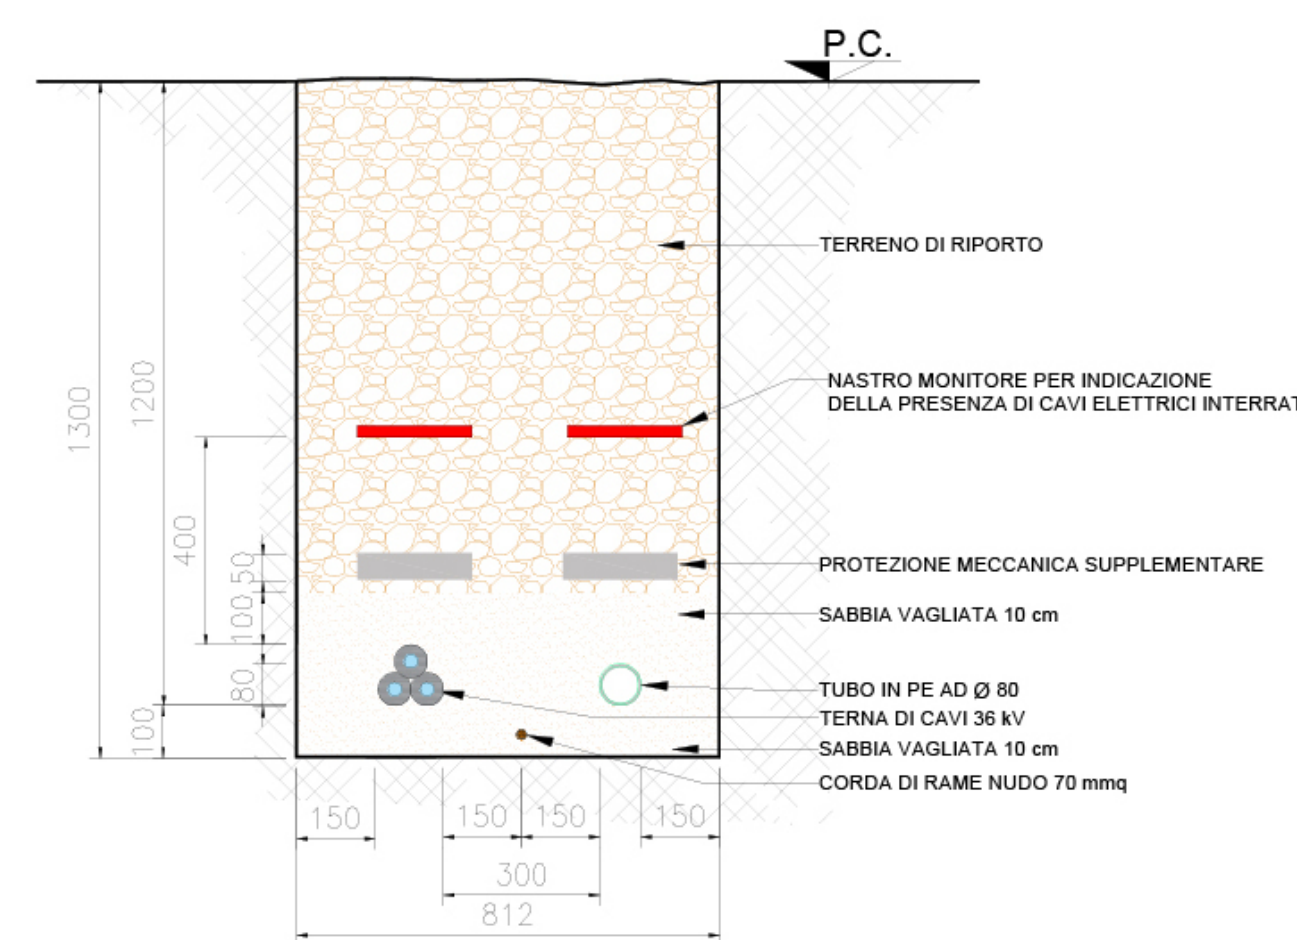 P.C.
TERRENO DI RIPORTO
NASTRO MONITORE PER INDICAZIONE
DELLA PRESENZA DI CAVI ELETTRICI INTERRAT
1300
1200
400
50
PROTEZIONE MECCANICA SUPPLEMENTARE
100
SABBIA VAGLIATA 10 cm
80
TUBO IN PE AD Ø 80
TERNA DI CAVI 36 kV
100
SABBIA VAGLIATA 10 cm
CORDA DI RAME NUDO 70 mmq
150 150 150 150
300
812